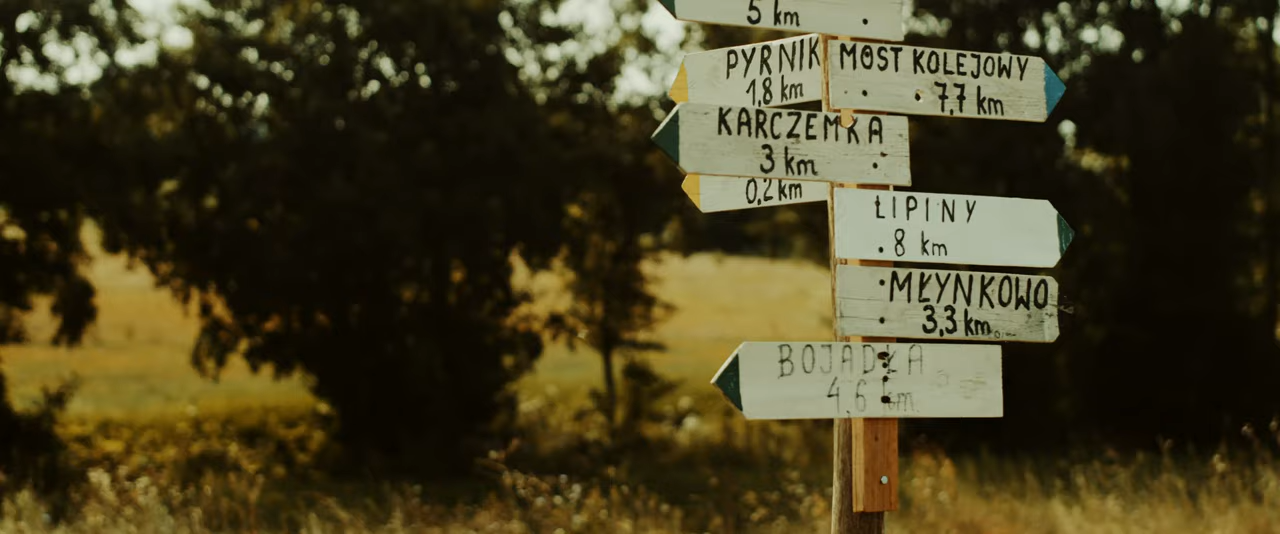 5 km
PYRNIK
1,8 km
MOST KOLEJOWY
7,7 km
KARCZEMKA
3 km
0,2 km
ŁIPINY
8 km
MŁYNKOWO
3,3 km
BOJADŁA
4,6 km